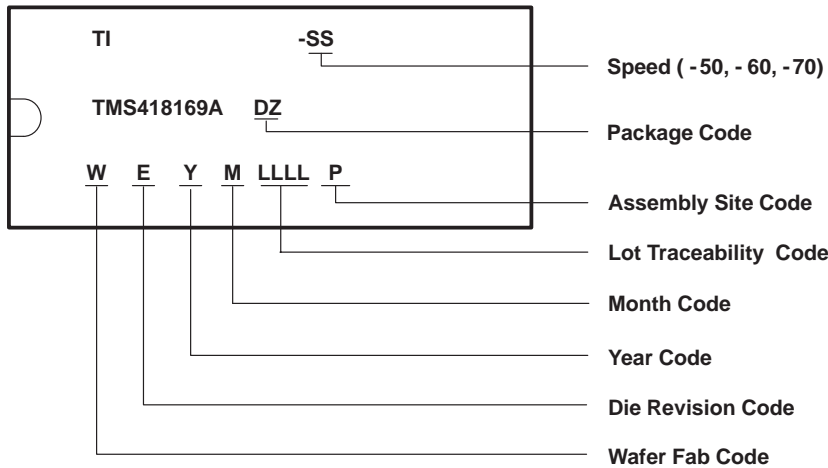 TI -SS
Speed ( -50, - 60, -70)
TMS418169A DZ
Package Code
W E Y M LLLL P
Assembly Site Code
Lot Traceability Code
Month Code
Year Code
Die Revision Code
Wafer Fab Code